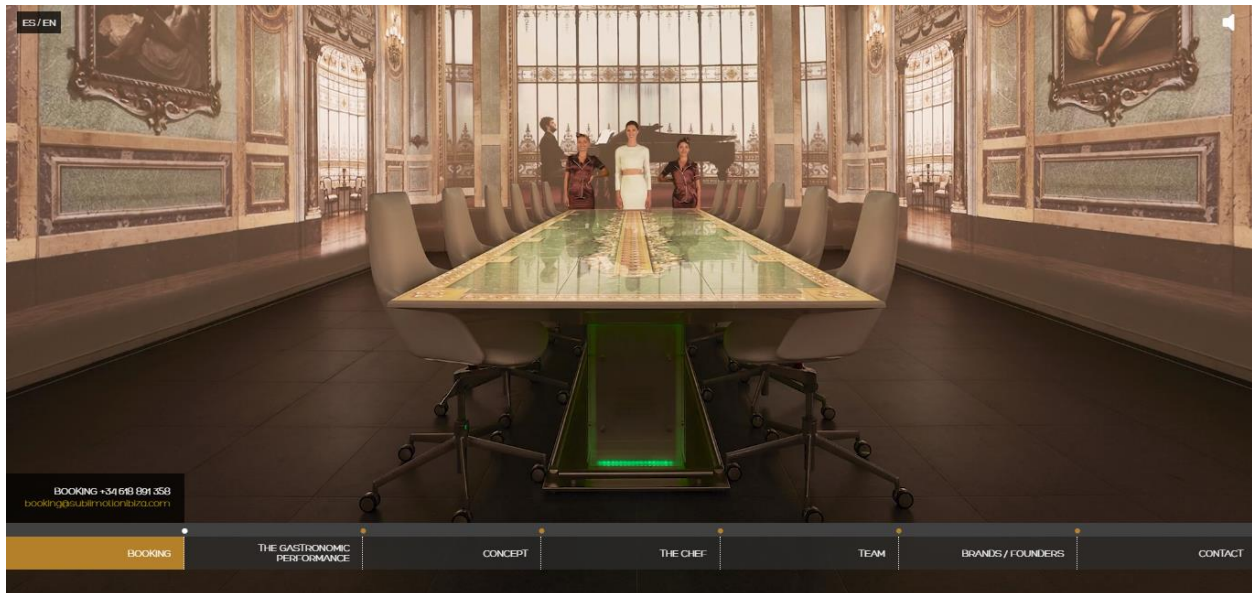 ES / EN
BOOKING +34 618 891 358
booking@sublimotionibiza.com
BOOKING
THE GASTRONOMIC
PERFORMANCE
CONCEPT
THE CHEF
TEAM
BRANDS / FOUNDERS
CONTACT